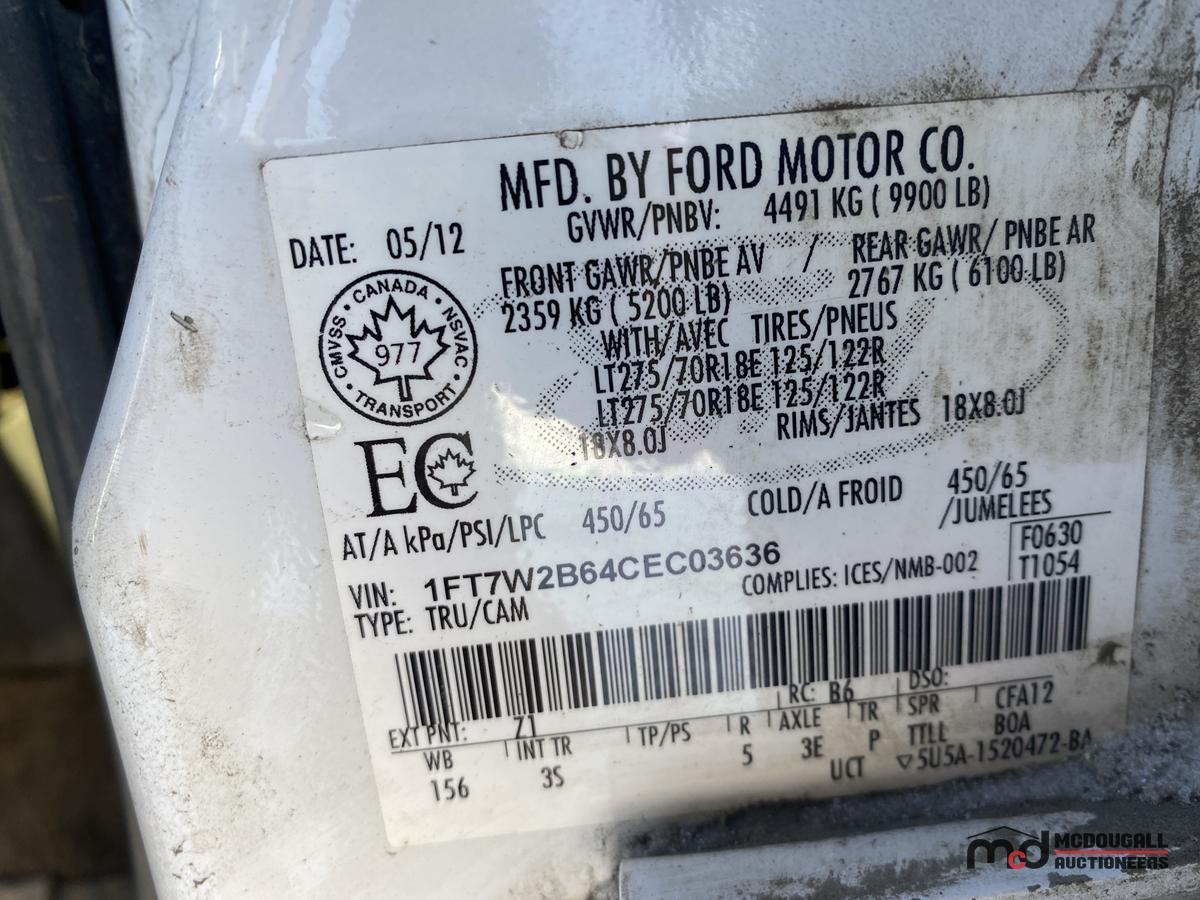 MFD. BY FORD MOTOR CO.
DATE: 05/12
GVWR/PNBV: 4491 KG ( 9900 LB)
FRONT GAWR/PNBE AV / REAR GAWR/ PNBE AR
2359 KG ( 5200 LB) 2767 KG ( 6100 LB)
WITH/AVEC TIRES/PNEUS
LT275/70R18E 125/122R
LT275/70R18E 125/122R
18X8.0J RIMS/JANTES 18X8.0J
CANADA
CMVSS
977
NSVAC
TRANSPORT
EC
AT/A kPa/PSI/LPC 450/65 COLD/A FROID 450/65
/JUMELEES
VIN: 1FT7W2B64CEC03636
COMPLIES: ICES/NMB-002
F0630
T1054
TYPE: TRU/CAM
EXT PNT: Z1 RC: B6 DSO:
WB INT TR TP/PS R AXLE TR SPR CFA12
156 3S 5 3E P TTLL BOA
UCT ▽5U5A-1520472-BA
mcd MCDOUGALL
AUCTIONEERS